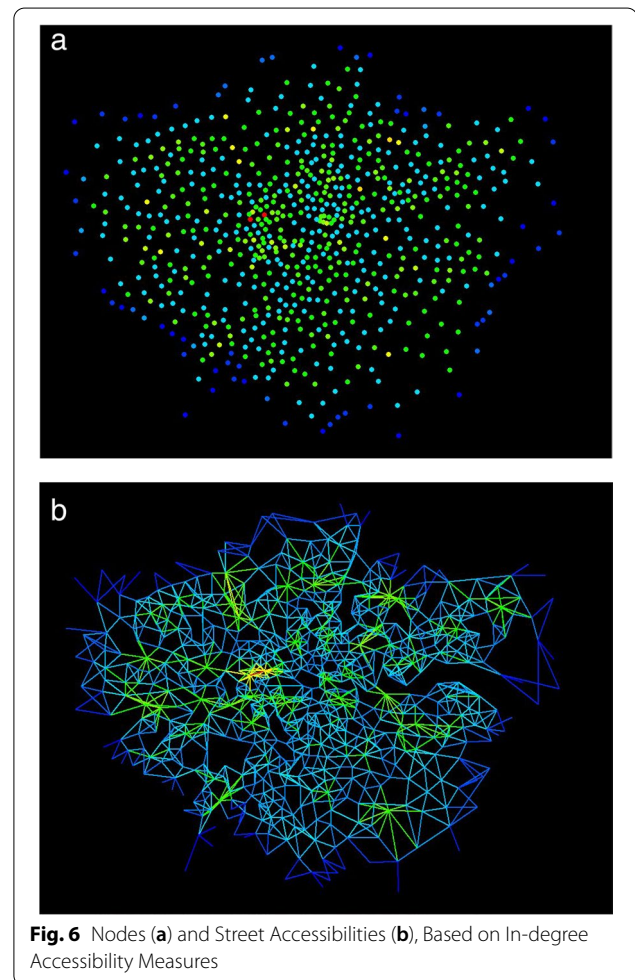 a
b
Fig. 6 Nodes (a) and Street Accessibilities (b), Based on In-degree
Accessibility Measures